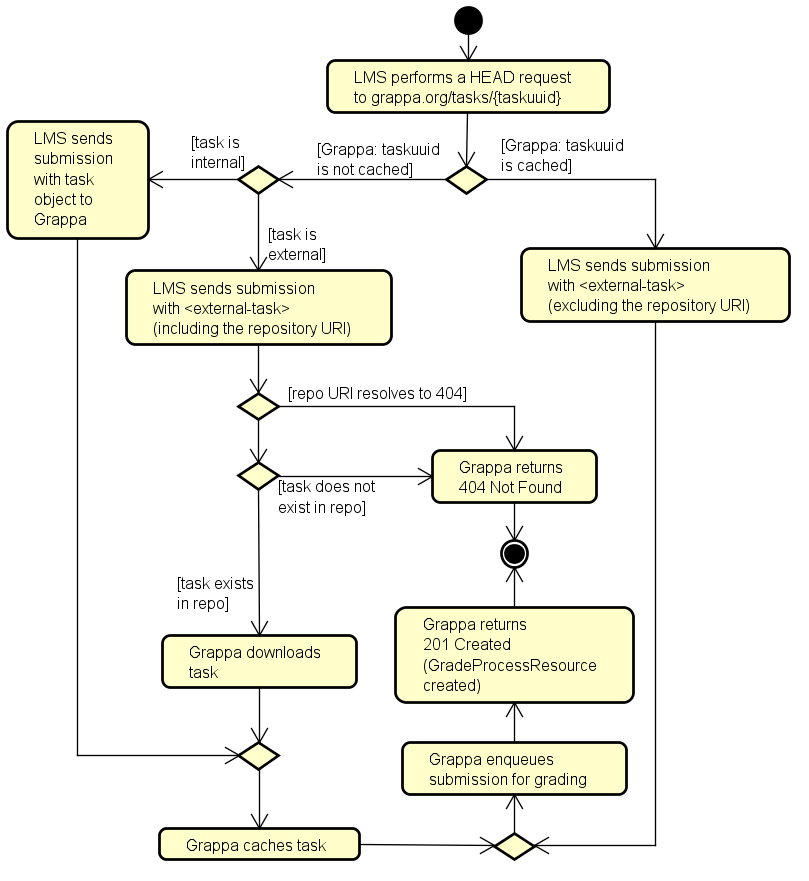 LMS performs a HEAD request
to grappa.org/tasks/{taskuuid}
[Grappa: taskuuid
is not cached]
[Grappa: taskuuid
is cached]
[task is
internal]
LMS sends
submission
with task
object to
Grappa
[task is
external]
LMS sends submission
with <external-task>
(including the repository URI)
LMS sends submission
with <external-task>
(excluding the repository URI)
[repo URI resolves to 404]
Grappa returns
404 Not Found
[task does not
exist in repo]
[task exists
in repo]
Grappa downloads
task
Grappa returns
201 Created
(GradeProcessResource
created)
Grappa enqueues
submission for grading
Grappa caches task